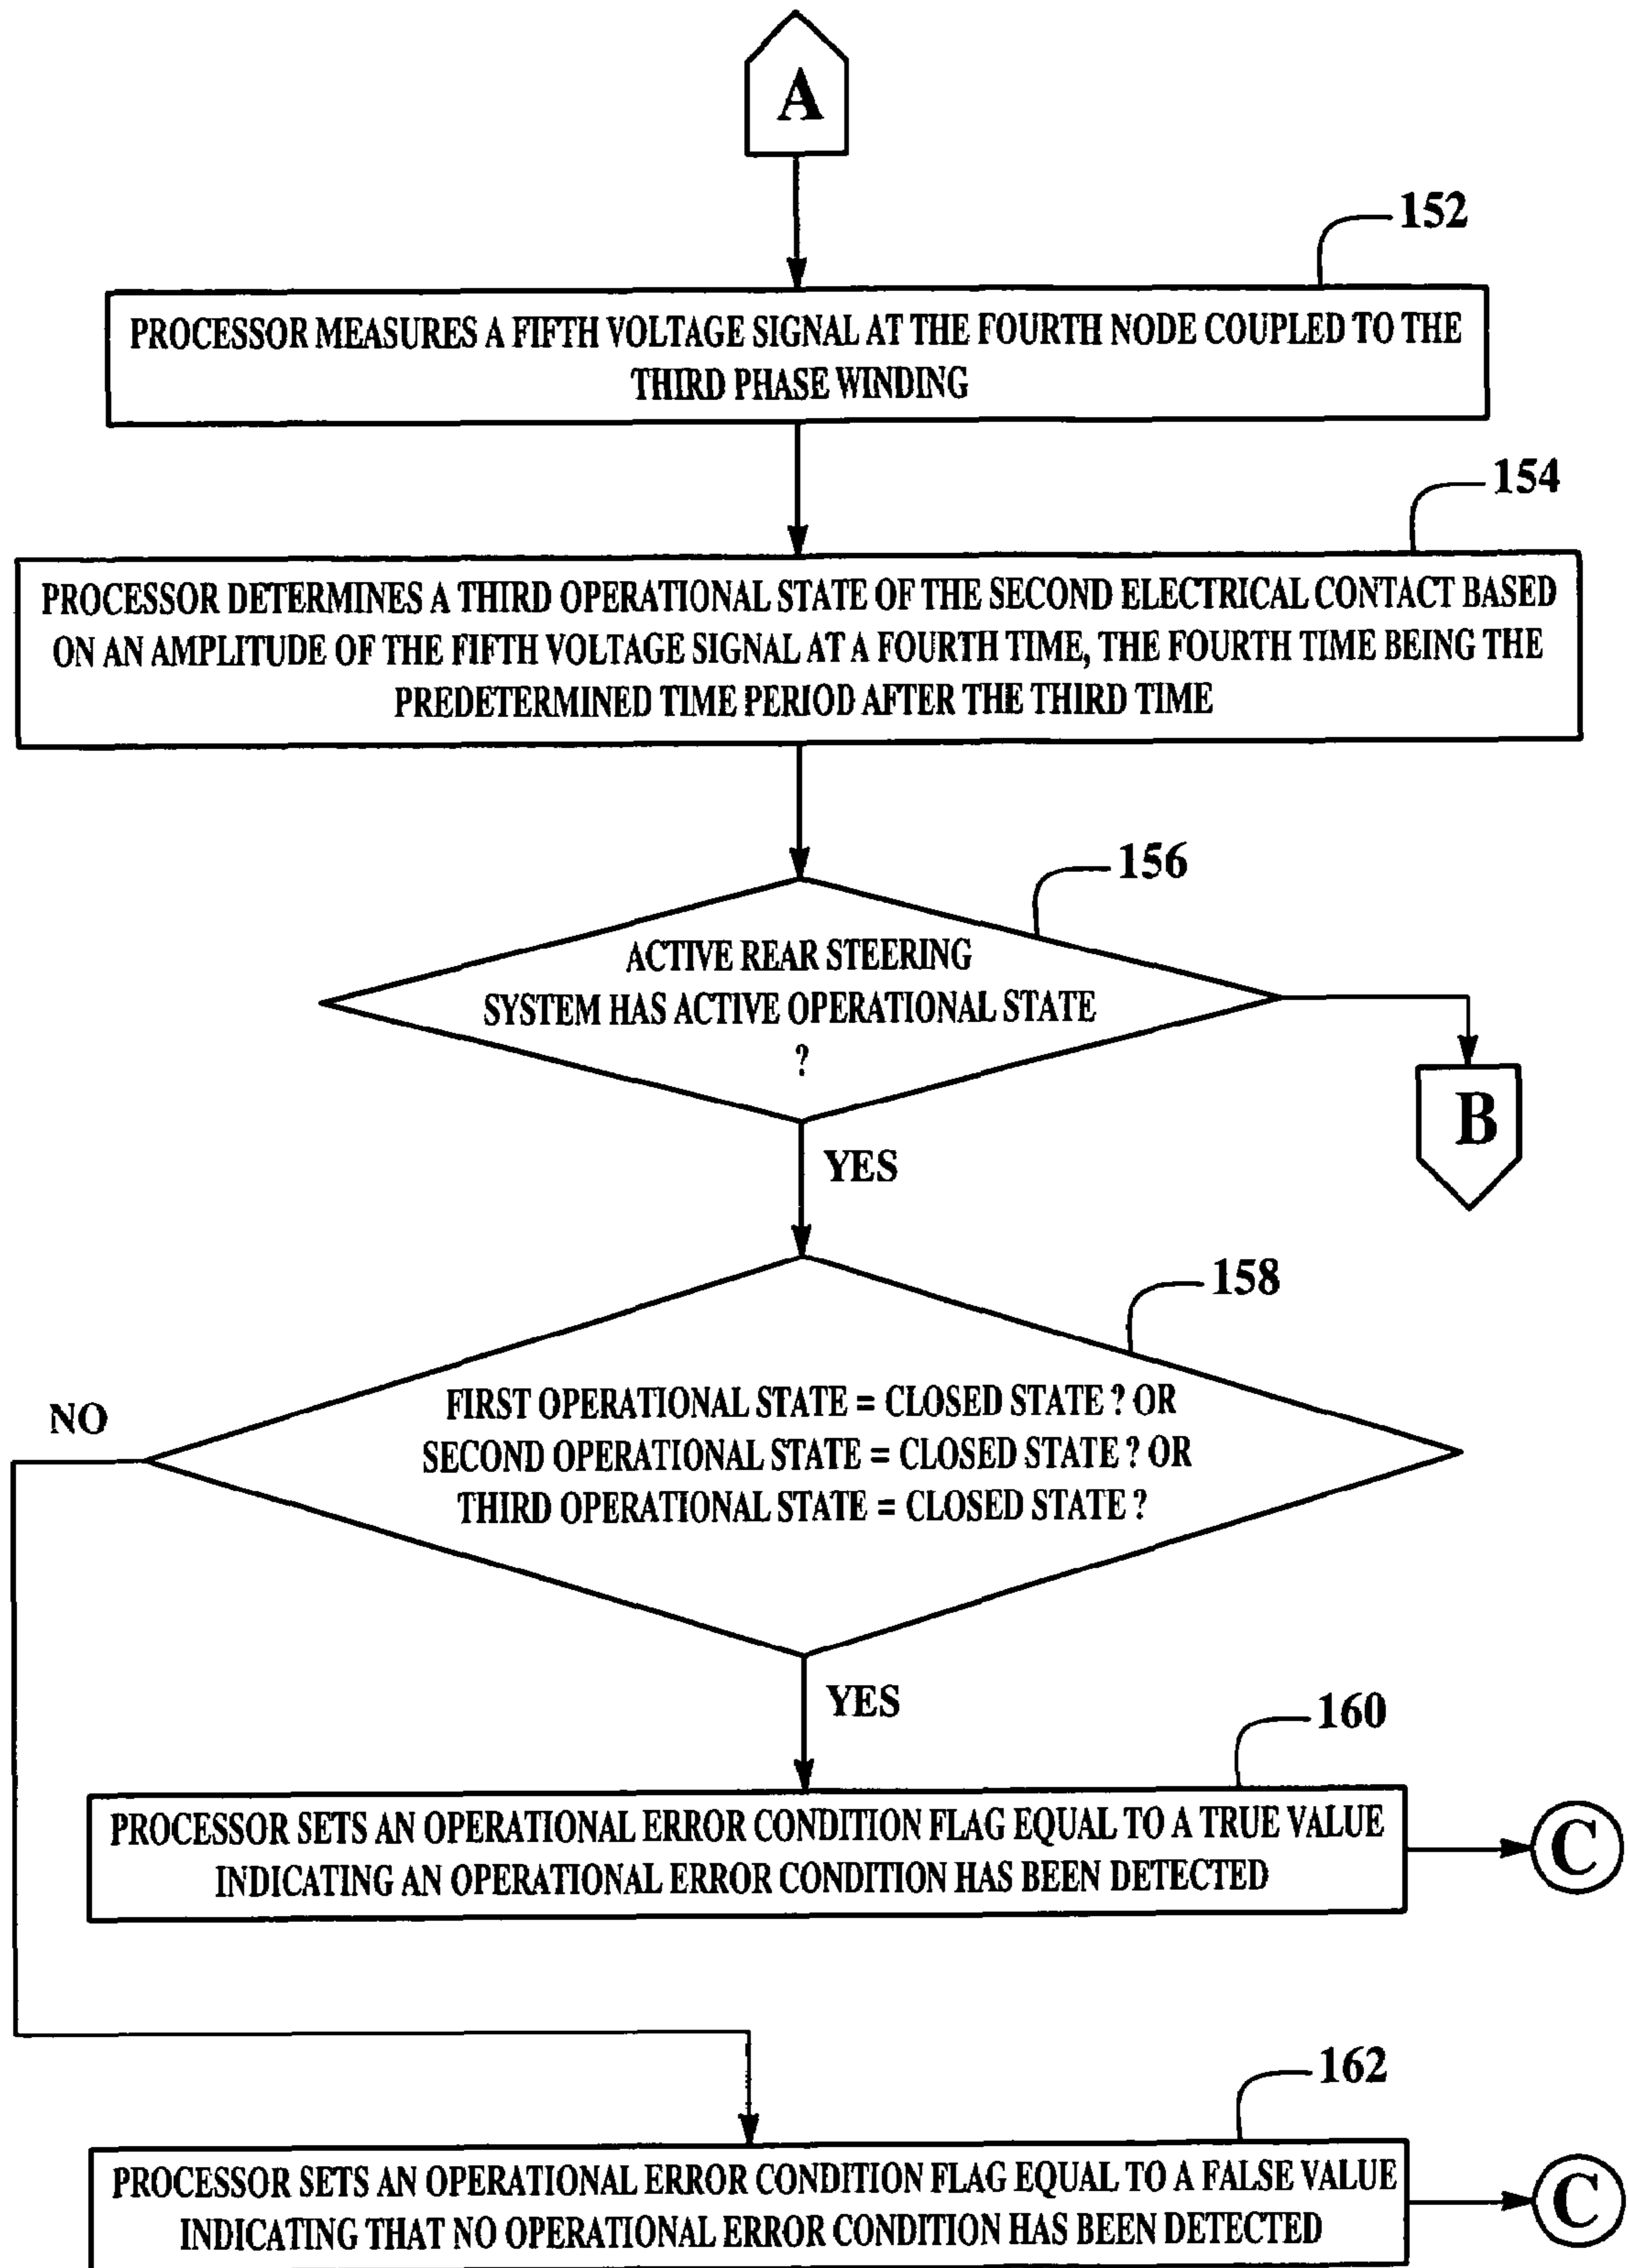 A
152
PROCESSOR MEASURES A FIFTH VOLTAGE SIGNAL AT THE FOURTH NODE COUPLED TO THE
THIRD PHASE WINDING
154
PROCESSOR DETERMINES A THIRD OPERATIONAL STATE OF THE SECOND ELECTRICAL CONTACT BASED
ON AN AMPLITUDE OF THE FIFTH VOLTAGE SIGNAL AT A FOURTH TIME, THE FOURTH TIME BEING THE
PREDETERMINED TIME PERIOD AFTER THE THIRD TIME
156
ACTIVE REAR STEERING
SYSTEM HAS ACTIVE OPERATIONAL STATE
?
B
YES
158
NO
FIRST OPERATIONAL STATE = CLOSED STATE ? OR
SECOND OPERATIONAL STATE = CLOSED STATE ? OR
THIRD OPERATIONAL STATE = CLOSED STATE ?
YES
160
PROCESSOR SETS AN OPERATIONAL ERROR CONDITION FLAG EQUAL TO A TRUE VALUE
INDICATING AN OPERATIONAL ERROR CONDITION HAS BEEN DETECTED
C
162
PROCESSOR SETS AN OPERATIONAL ERROR CONDITION FLAG EQUAL TO A FALSE VALUE
INDICATING THAT NO OPERATIONAL ERROR CONDITION HAS BEEN DETECTED
C